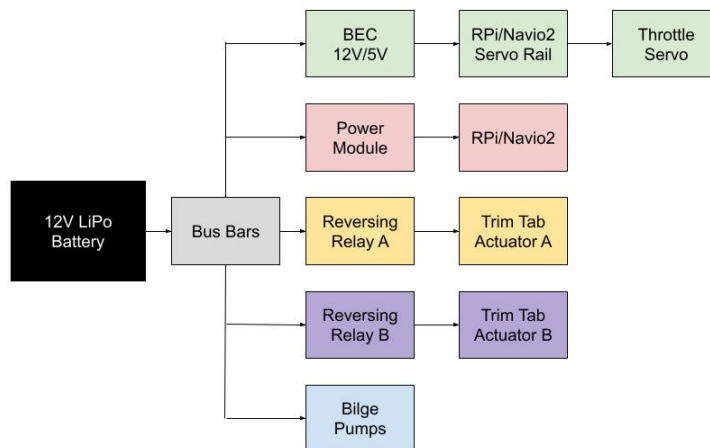 BEC
12V/5V
RPi/Navio2
Servo Rail
Throttle
Servo
Power
Module
RPi/Navio2
12V LiPo
Battery
Bus Bars
Reversing
Relay A
Trim Tab
Actuator A
Reversing
Relay B
Trim Tab
Actuator B
Bilge
Pumps